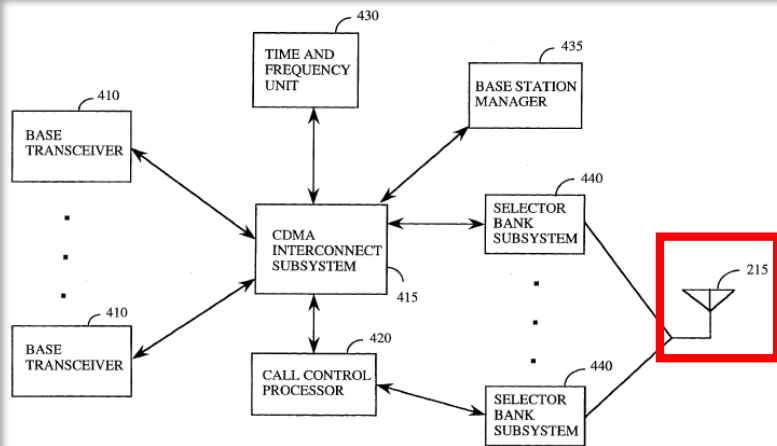 430
TIME AND
FREQUENCY
UNIT
435
BASE STATION
MANAGER
410
BASE
TRANSCEIVER
440
SELECTOR
BANK
SUBSYSTEM
CDMA
INTERCONNECT
SUBSYSTEM
415
215
410
BASE
TRANSCEIVER
420
CALL CONTROL
PROCESSOR
440
SELECTOR
BANK
SUBSYSTEM